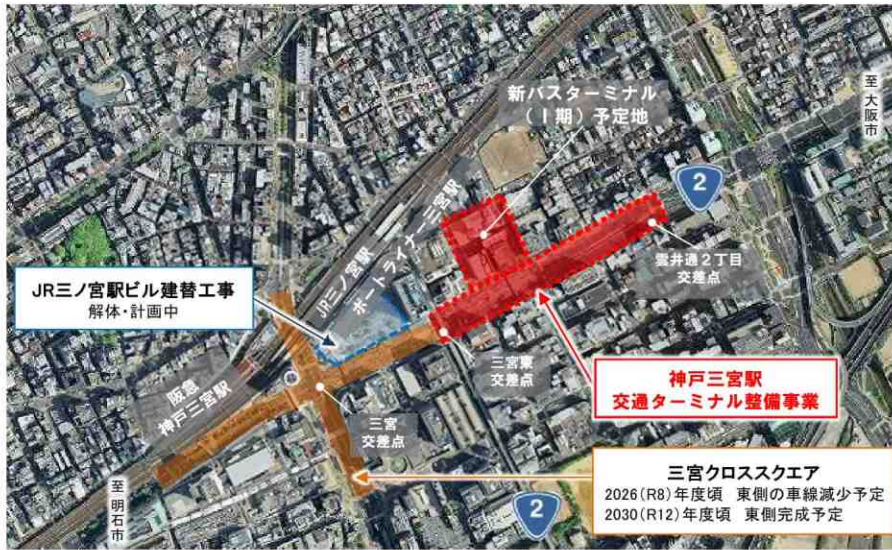 新バスターミナル
(Ⅰ期)予定地
至 大阪市
2
JR三ノ宮駅
ポートライナー三宮駅
雲井通2丁目
交差点
JR三ノ宮駅ビル建替工事
解体・計画中
三宮東
交差点
阪急
神戸三宮駅
神戸三宮駅
交通ターミナル整備事業
三宮
交差点
三宮クロススクエア
2026(R8)年度頃 東側の車線減少予定
2030(R12)年度頃 東側完成予定
至 明石市
2